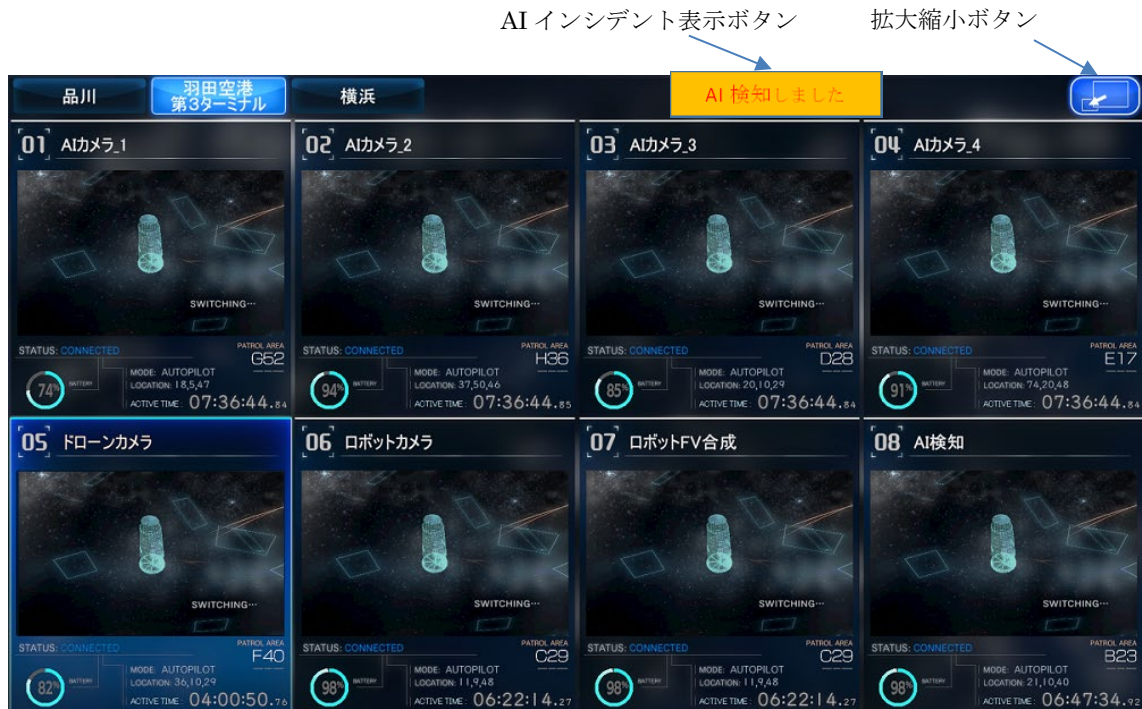 AI インシデント表示ボタン
拡大縮小ボタン
品川
羽田空港
第3ターミナル
横浜
AI 検知しました
01 AIカメラ_1
SWITCHING…
STATUS: CONNECTED
PATROL AREA
G52
74%
BATTERY
MODE: AUTOPILOT
LOCATION: 18,5,47
ACTIVE TIME: 07:36:44.84
02 AIカメラ_2
SWITCHING…
STATUS: CONNECTED
PATROL AREA
H36
94%
BATTERY
MODE: AUTOPILOT
LOCATION: 37,50,46
ACTIVE TIME: 07:36:44.85
03 AIカメラ_3
SWITCHING…
STATUS: CONNECTED
PATROL AREA
D28
85%
BATTERY
MODE: AUTOPILOT
LOCATION: 20,10,29
ACTIVE TIME: 07:36:44.84
04 AIカメラ_4
SWITCHING…
STATUS: CONNECTED
PATROL AREA
E17
91%
BATTERY
MODE: AUTOPILOT
LOCATION: 74,20,48
ACTIVE TIME: 07:36:44.84
05 ドローンカメラ
SWITCHING…
STATUS: CONNECTED
PATROL AREA
F40
82%
BATTERY
MODE: AUTOPILOT
LOCATION: 36,10,29
ACTIVE TIME: 04:00:50.76
06 ロボットカメラ
SWITCHING…
STATUS: CONNECTED
PATROL AREA
C29
98%
BATTERY
MODE: AUTOPILOT
LOCATION: 11,9,48
ACTIVE TIME: 06:22:14.27
07 ロボットFV合成
SWITCHING…
STATUS: CONNECTED
PATROL AREA
C29
98%
BATTERY
MODE: AUTOPILOT
LOCATION: 11,9,48
ACTIVE TIME: 06:22:14.27
08 AI検知
SWITCHING…
STATUS: CONNECTED
PATROL AREA
B23
98%
BATTERY
MODE: AUTOPILOT
LOCATION: 21,10,40
ACTIVE TIME: 06:47:34.92